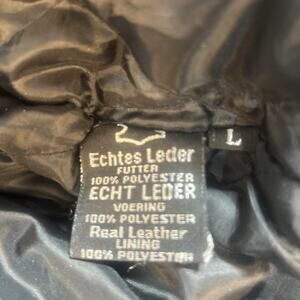 Echtes Leder
FUTTER
100% POLYESTER
ECHT LEDER
VOERING
100% POLYESTER
Real Leather
LINING
100% POLYESTER
L